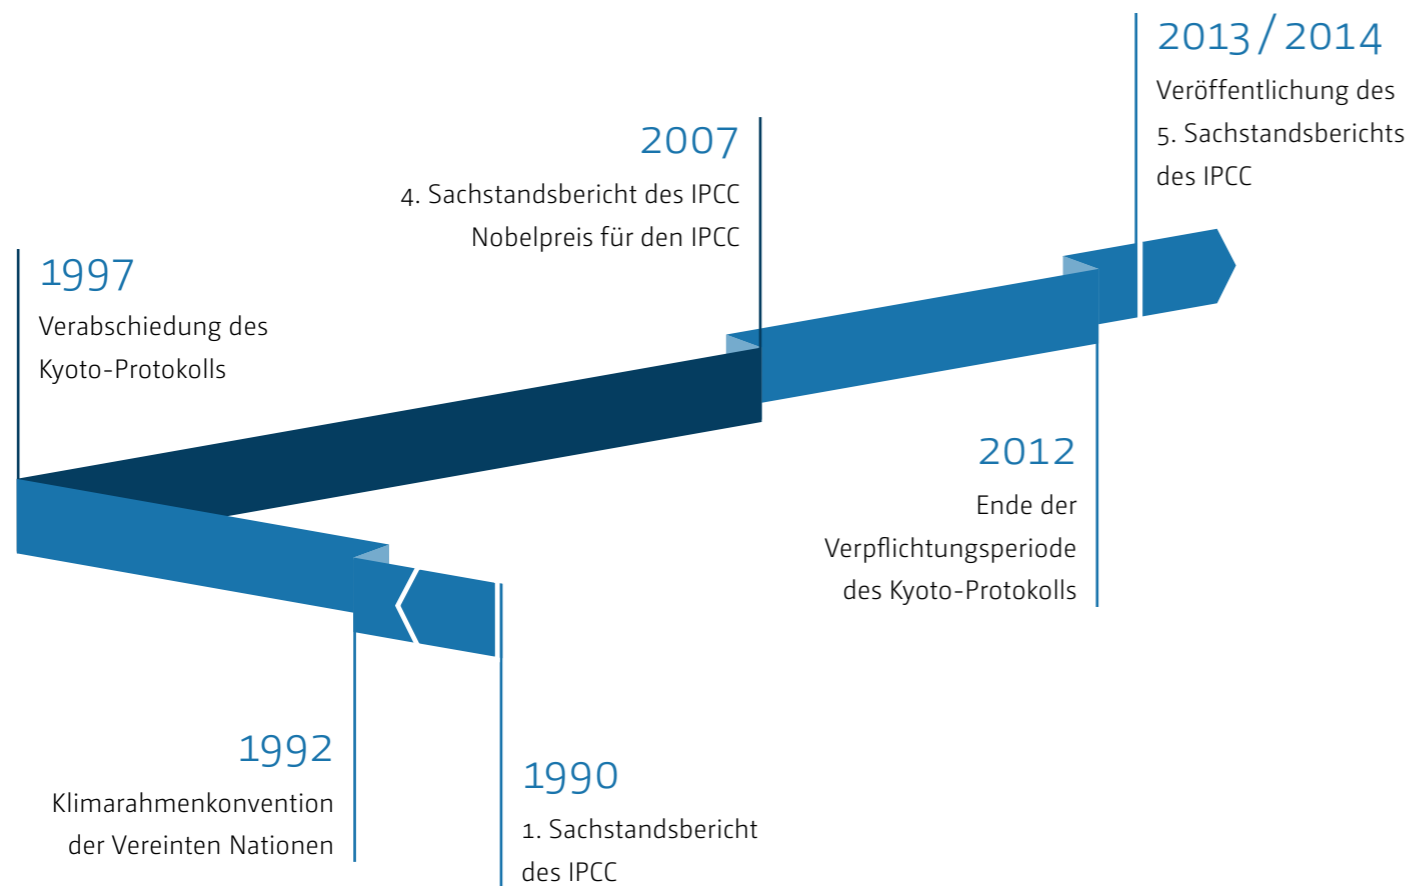 2013 / 2014
Veröffentlichung des
5. Sachstandsberichts
des IPCC
2007
4. Sachstandsbericht des IPCC
Nobelpreis für den IPCC
1997
Verabschiedung des
Kyoto-Protokolls
2012
Ende der
Verpflichtungsperiode
des Kyoto-Protokolls
1992
Klimarahmenkonvention
der Vereinten Nationen
1990
1. Sachstandsbericht
des IPCC